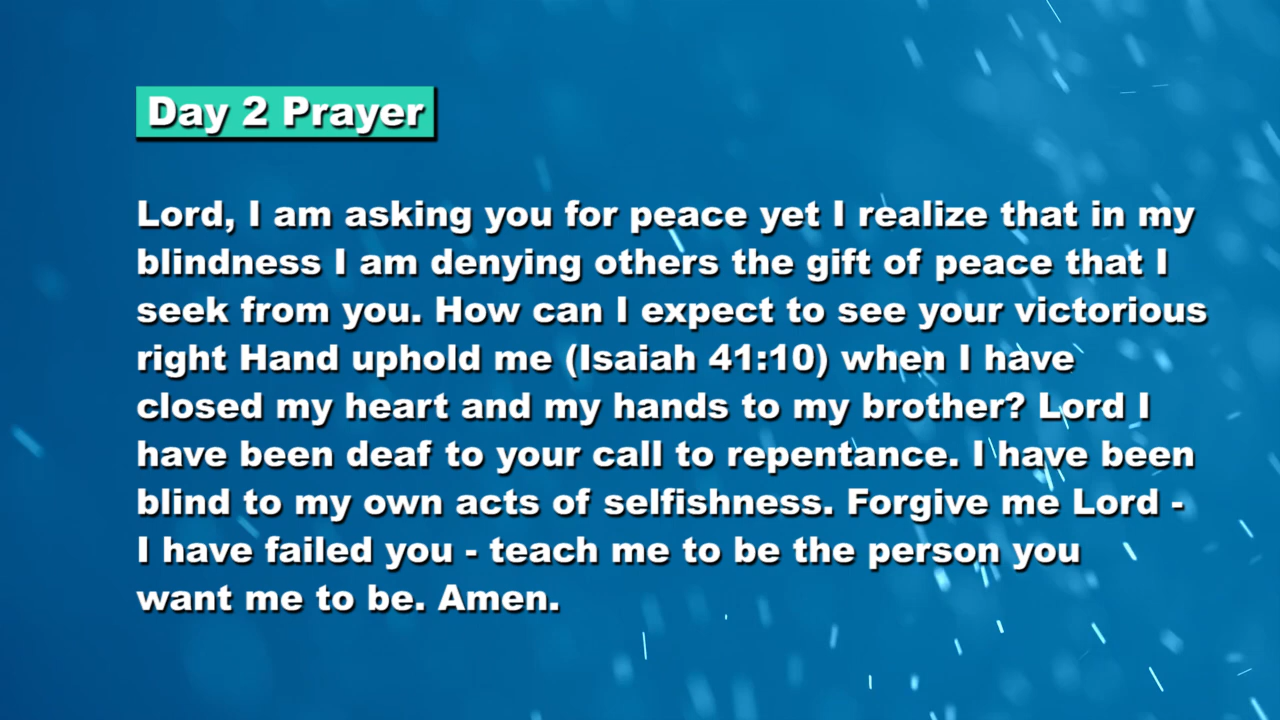 Day 2 Prayer
Lord, I am asking you for peace yet I realize that in my
blindness I am denying others the gift of peace that I
seek from you. How can I expect to see your victorious
right Hand uphold me (Isaiah 41:10) when I have
closed my heart and my hands to my brother? Lord I
have been deaf to your call to repentance. I have been
blind to my own acts of selfishness. Forgive me Lord -
I have failed you - teach me to be the person you
want me to be. Amen.